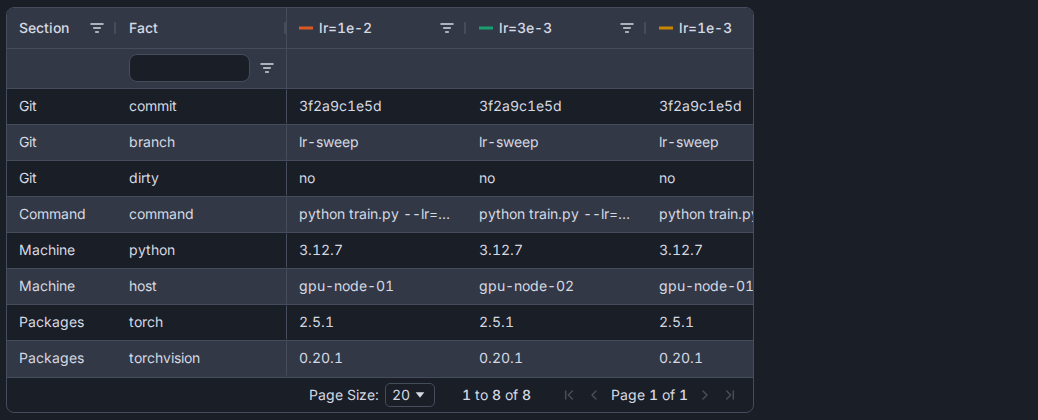 Section Fact lr=1e-2 lr=3e-3 lr=1e-3
Git commit 3f2a9c1e5d 3f2a9c1e5d 3f2a9c1e5d
Git branch lr-sweep lr-sweep lr-sweep
Git dirty no no no
Command command python train.py --lr=... python train.py --lr=... python train.py
Machine python 3.12.7 3.12.7 3.12.7
Machine host gpu-node-01 gpu-node-02 gpu-node-01
Packages torch 2.5.1 2.5.1 2.5.1
Packages torchvision 0.20.1 0.20.1 0.20.1
Page Size: 20 1 to 8 of 8 Page 1 of 1